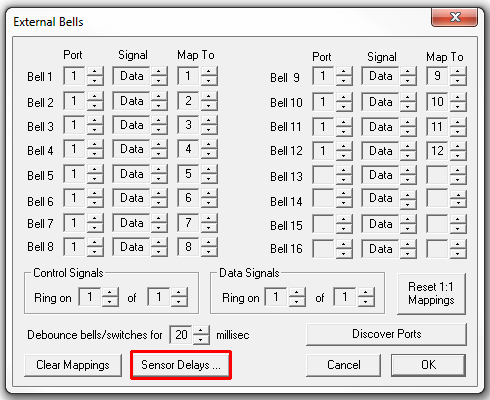 External Bells
Port Signal Map To
Bell 1 1 Data 1
Bell 2 1 Data 2
Bell 3 1 Data 3
Bell 4 1 Data 4
Bell 5 1 Data 5
Bell 6 1 Data 6
Bell 7 1 Data 7
Bell 8 1 Data 8
Port Signal Map To
Bell 9 1 Data 9
Bell 10 1 Data 10
Bell 11 1 Data 11
Bell 12 1 Data 12
Bell 13
Bell 14
Bell 15
Bell 16
Control Signals
Ring on 1 of 1
Data Signals
Ring on 1 of 1
Reset 1:1
Mappings
Debounce bells/switches for 20 millisec
Discover Ports
Clear Mappings
Sensor Delays ...
Cancel
OK